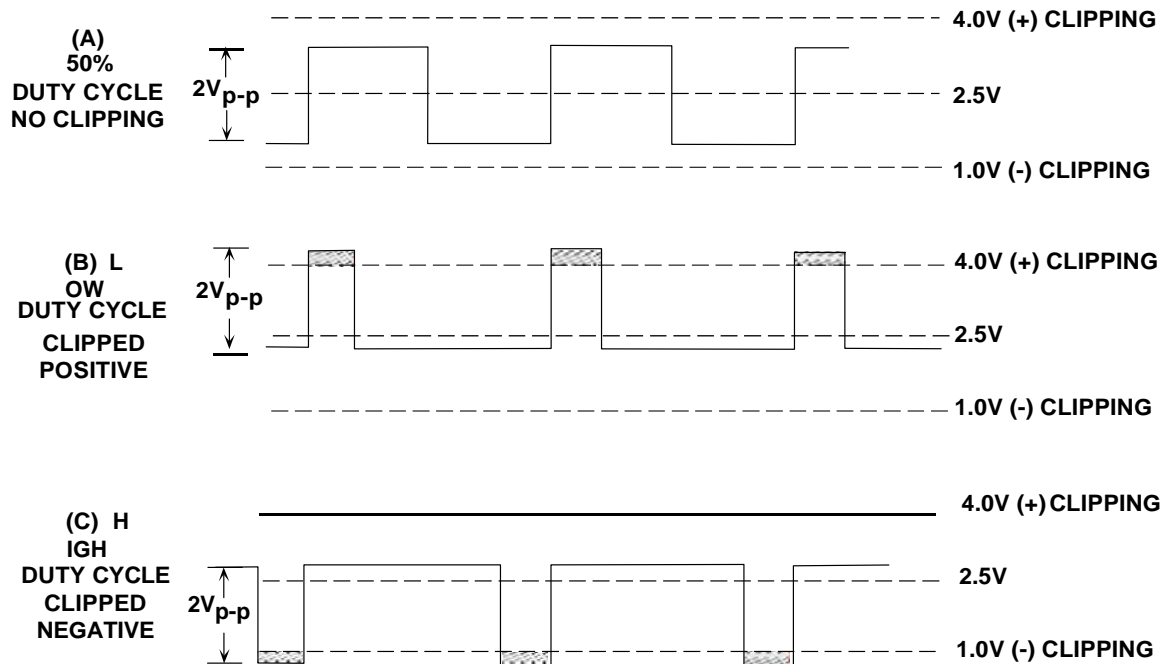 4.0V (+) CLIPPING
(A)
50%
DUTY CYCLE
NO CLIPPING
2Vp-p
2.5V
1.0V (-) CLIPPING
(B) L
OW
DUTY CYCLE
CLIPPED
POSITIVE
2Vp-p
4.0V (+) CLIPPING
2.5V
1.0V (-) CLIPPING
4.0V (+) CLIPPING
(C) H
IGH
DUTY CYCLE
CLIPPED
NEGATIVE
2Vp-p
2.5V
1.0V (-) CLIPPING